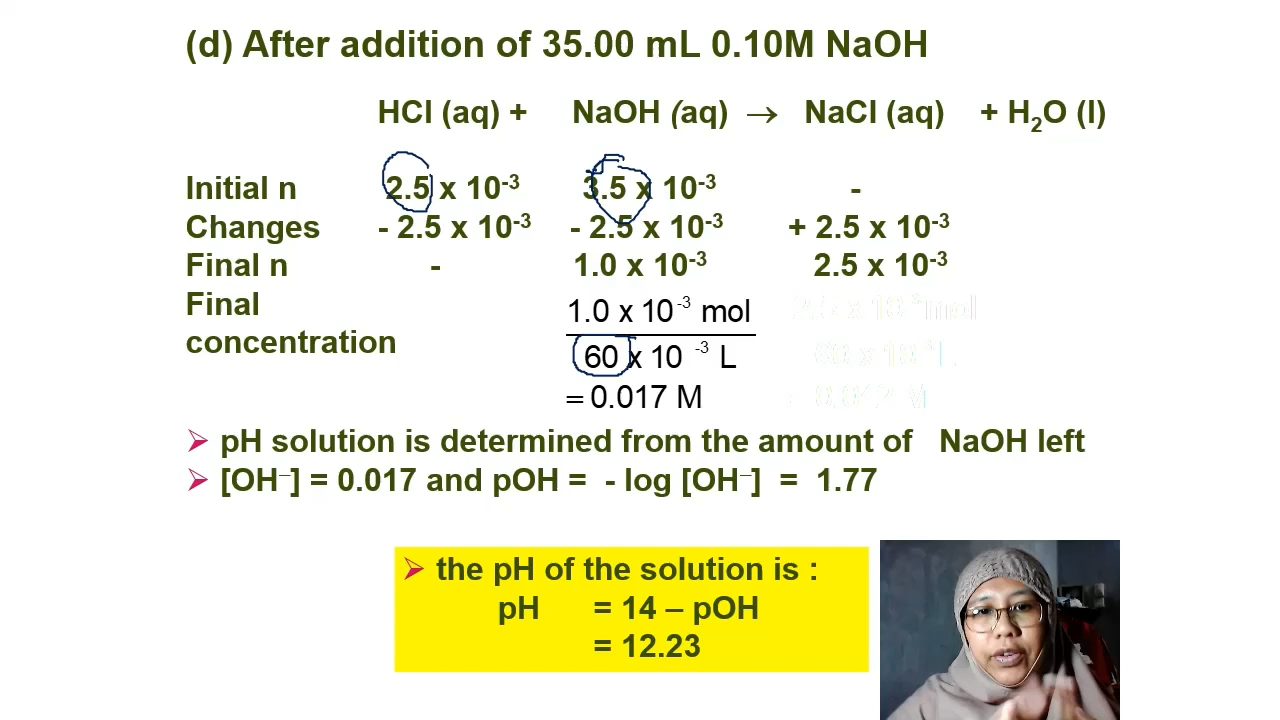 (d) After addition of 35.00 mL 0.10M NaOH
HCl (aq) + NaOH (aq) → NaCl (aq) + H₂O (l)
Initial n 2.5 x 10⁻³ 3.5 x 10⁻³ -
Changes - 2.5 x 10⁻³ - 2.5 x 10⁻³ + 2.5 x 10⁻³
Final n - 1.0 x 10⁻³ 2.5 x 10⁻³
Final
concentration
1.0 x 10⁻³ mol
60 x 10⁻³ L
= 0.017 M
➢ pH solution is determined from the amount of NaOH left
➢ [OH⁻] = 0.017 and pOH = - log [OH⁻] = 1.77
➢ the pH of the solution is :
pH = 14 – pOH
= 12.23